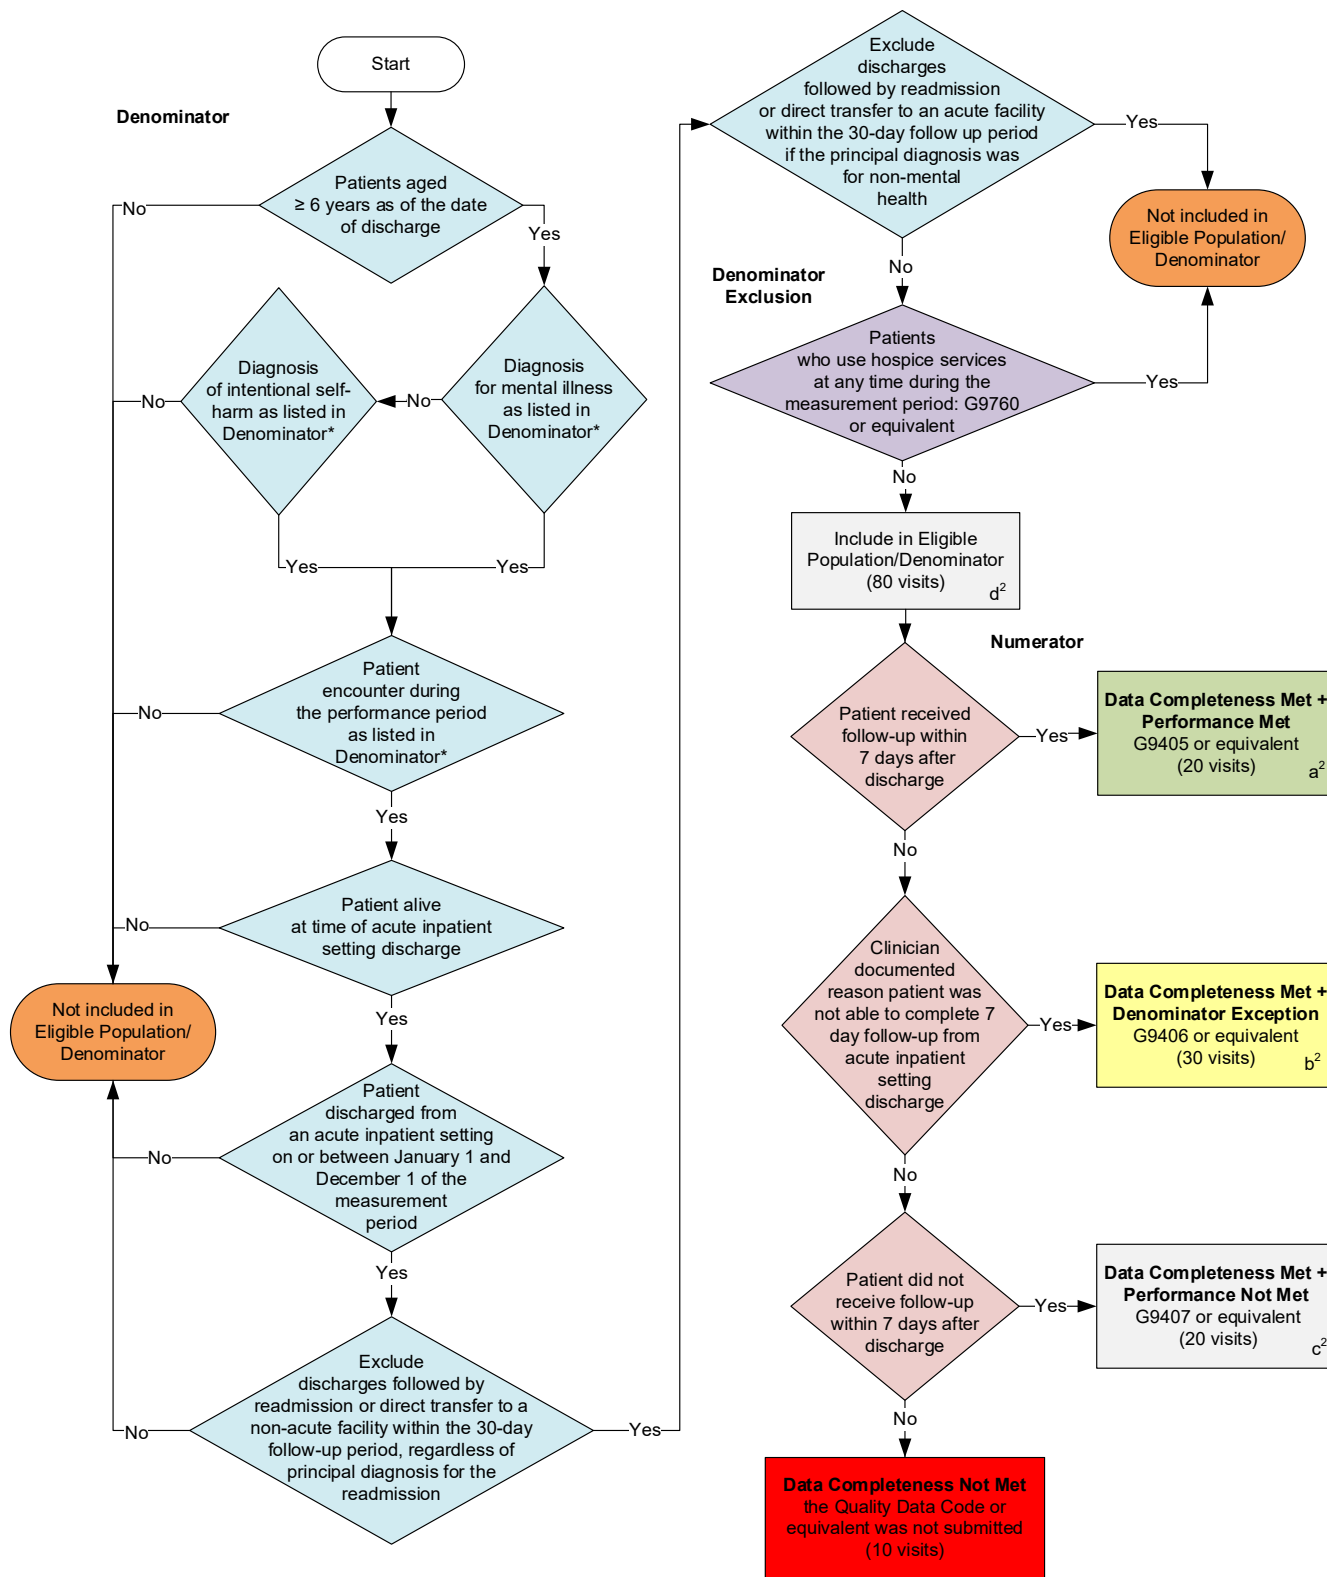 Start
Denominator
Patients aged
≥ 6 years as of the date
of discharge
No
Yes
Diagnosis
of intentional self-
harm as listed in
Denominator*
No
Diagnosis
for mental illness
as listed in
Denominator*
No
Yes
Yes
Patient
encounter during
the performance period
as listed in
Denominator*
No
Yes
Patient alive
at time of acute inpatient
setting discharge
No
Yes
Not included in
Eligible Population/
Denominator
Patient
discharged from
an acute inpatient setting
on or between January 1 and
December 1 of the
measurement
period
No
Yes
Exclude
discharges followed by
readmission or direct transfer to a
non-acute facility within the 30-day
follow-up period, regardless of
principal diagnosis for the
readmission
No
Yes
Exclude
discharges
followed by readmission
or direct transfer to an acute facility
within the 30-day follow up period
if the principal diagnosis was
for non-mental
health
Yes
Not included in
Eligible Population/
Denominator
No
Denominator
Exclusion
Patients
who use hospice services
at any time during the
measurement period: G9760
or equivalent
Yes
No
Include in Eligible
Population/Denominator
(80 visits)
d²
Numerator
Patient received
follow-up within
7 days after
discharge
Yes
Data Completeness Met +
Performance Met
G9405 or equivalent
(20 visits)
a²
No
Clinician
documented
reason patient was
not able to complete 7
day follow-up from
acute inpatient
setting
discharge
Yes
Data Completeness Met +
Denominator Exception
G9406 or equivalent
(30 visits)
b²
No
Patient did not
receive follow-up
within 7 days after
discharge
Yes
Data Completeness Met +
Performance Not Met
G9407 or equivalent
(20 visits)
c²
No
Data Completeness Not Met
the Quality Data Code or
equivalent was not submitted
(10 visits)